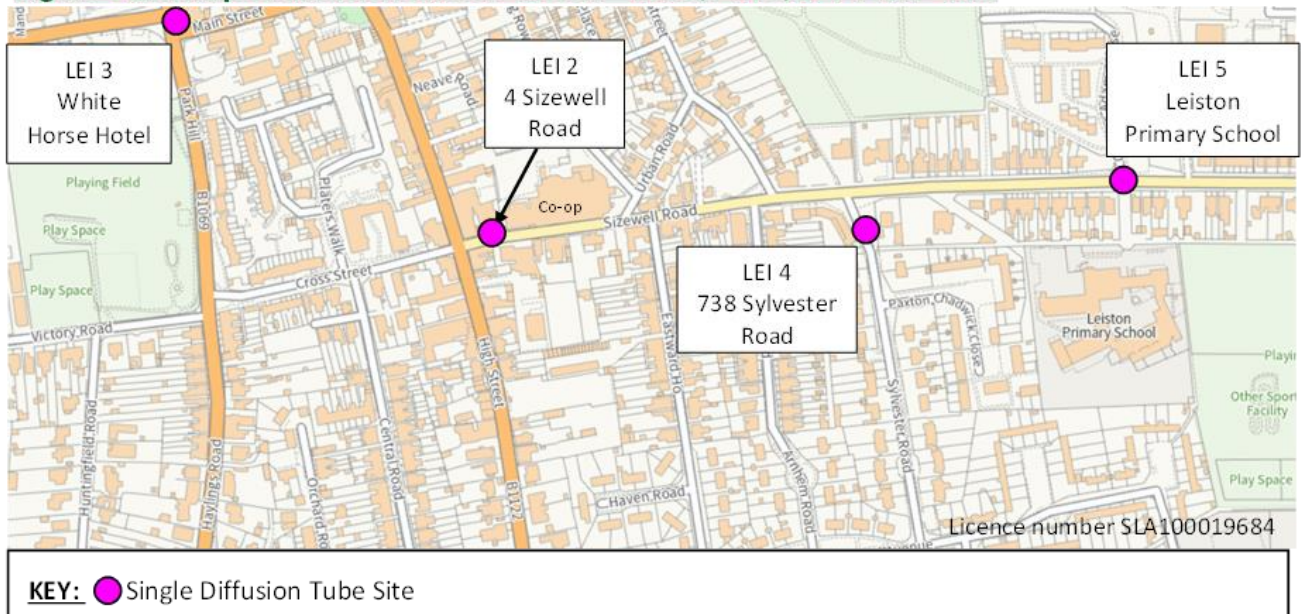 Main Street
LEI 3
White
Horse Hotel
LEI 2
4 Sizewell
Road
LEI 5
Leiston
Primary School
Neave Road
Park Hill
B1069
Playing Field
Play Space
Play Space
Platers Walk
Urban Road
Co-op
Sizewell Road
Cross Street
LEI 4
738 Sylvester
Road
Victory Road
High Street
Eastward Ho
Paxton Chadwick Close
Leiston
Primary School
Other Sport
Facility
Play Space
Huntingfield Road
Haylings Road
Orchard Ro
Central Road
B1122
Haven Road
Arnhem Road
Sylvester Road
Licence number SLA100019684
KEY: Single Diffusion Tube Site